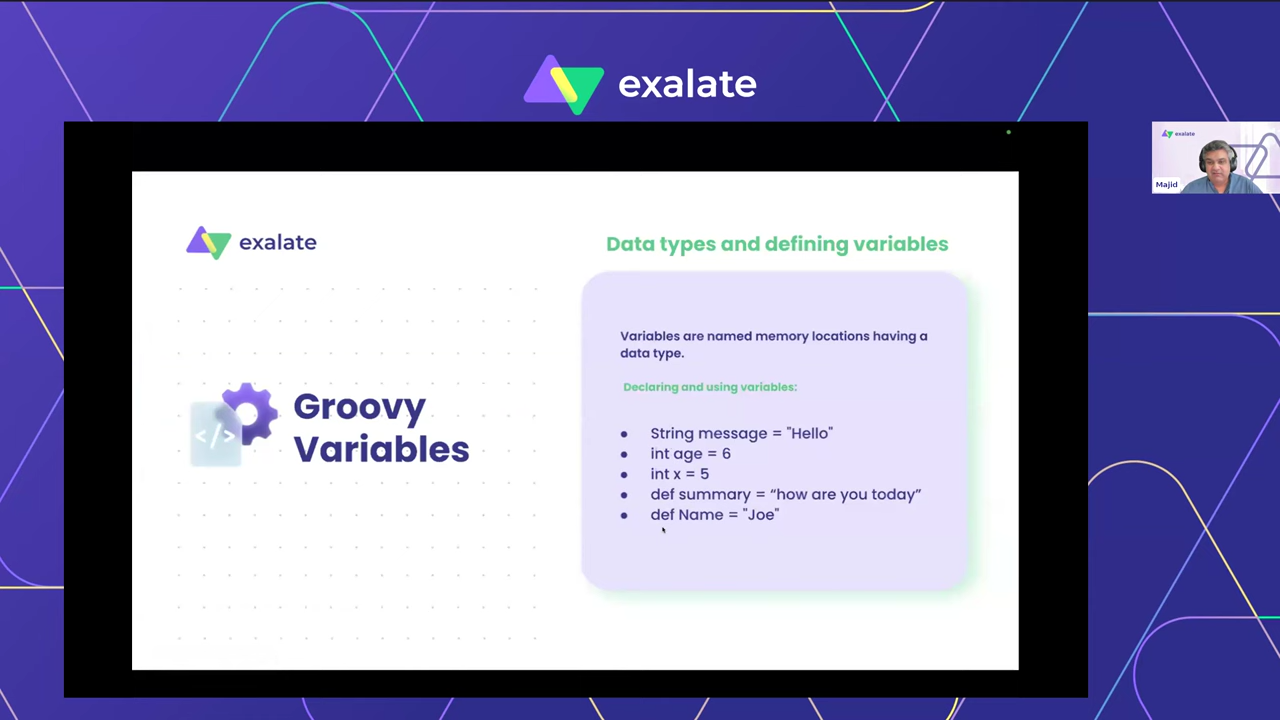 exalate
exalate
Majid
exalate
Data types and defining variables
Variables are named memory locations having a
data type.
Declaring and using variables:
Groovy
Variables
</>
• String message = "Hello"
• int age = 6
• int x = 5
• def summary = “how are you today”
• def Name = "Joe"